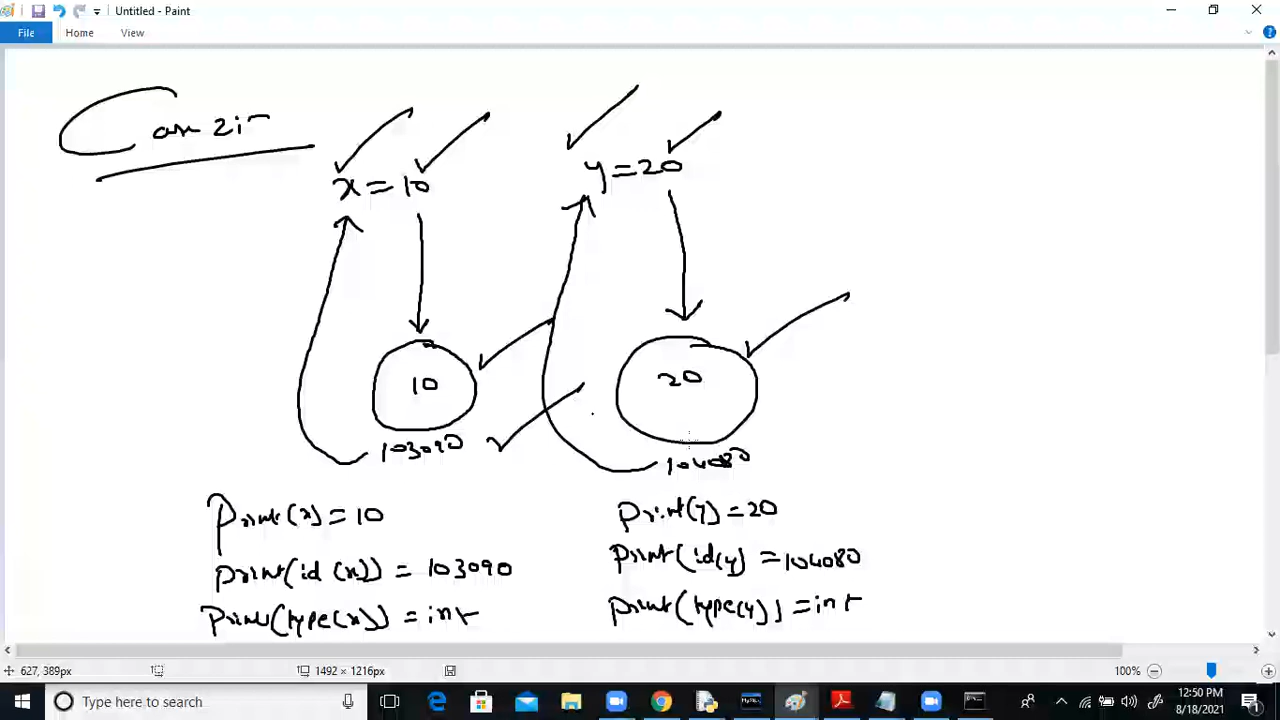 Untitled - Paint
File Home View
x = 10
y = 20
10
20
103090
104080
print(x) = 10
print(y) = 20
print(id (x)) = 103090
print(id(y) = 104080
print(type(x)) = int
print(type(y)) = int
627, 389px
1492 × 1216px
100%
Type here to search
12:50 PM
8/18/2021